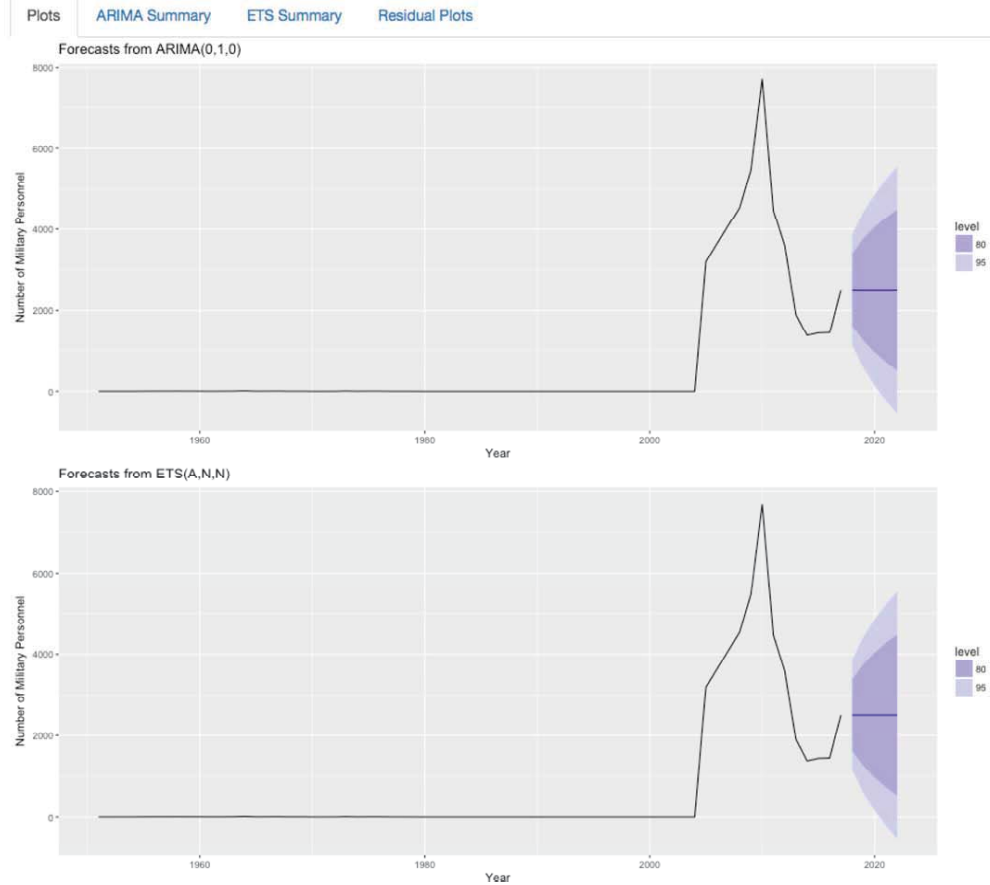 Plots ARIMA Summary ETS Summary Residual Plots
Forecasts from ARIMA(0,1,0)
8000
6000
4000
2000
0
Number of Military Personnel
1960 1980 2000 2020
Year
level
80
95
Forecasts from ETS(A,N,N)
8000
6000
4000
2000
0
Number of Military Personnel
1960 1980 2000 2020
Year
level
80
95